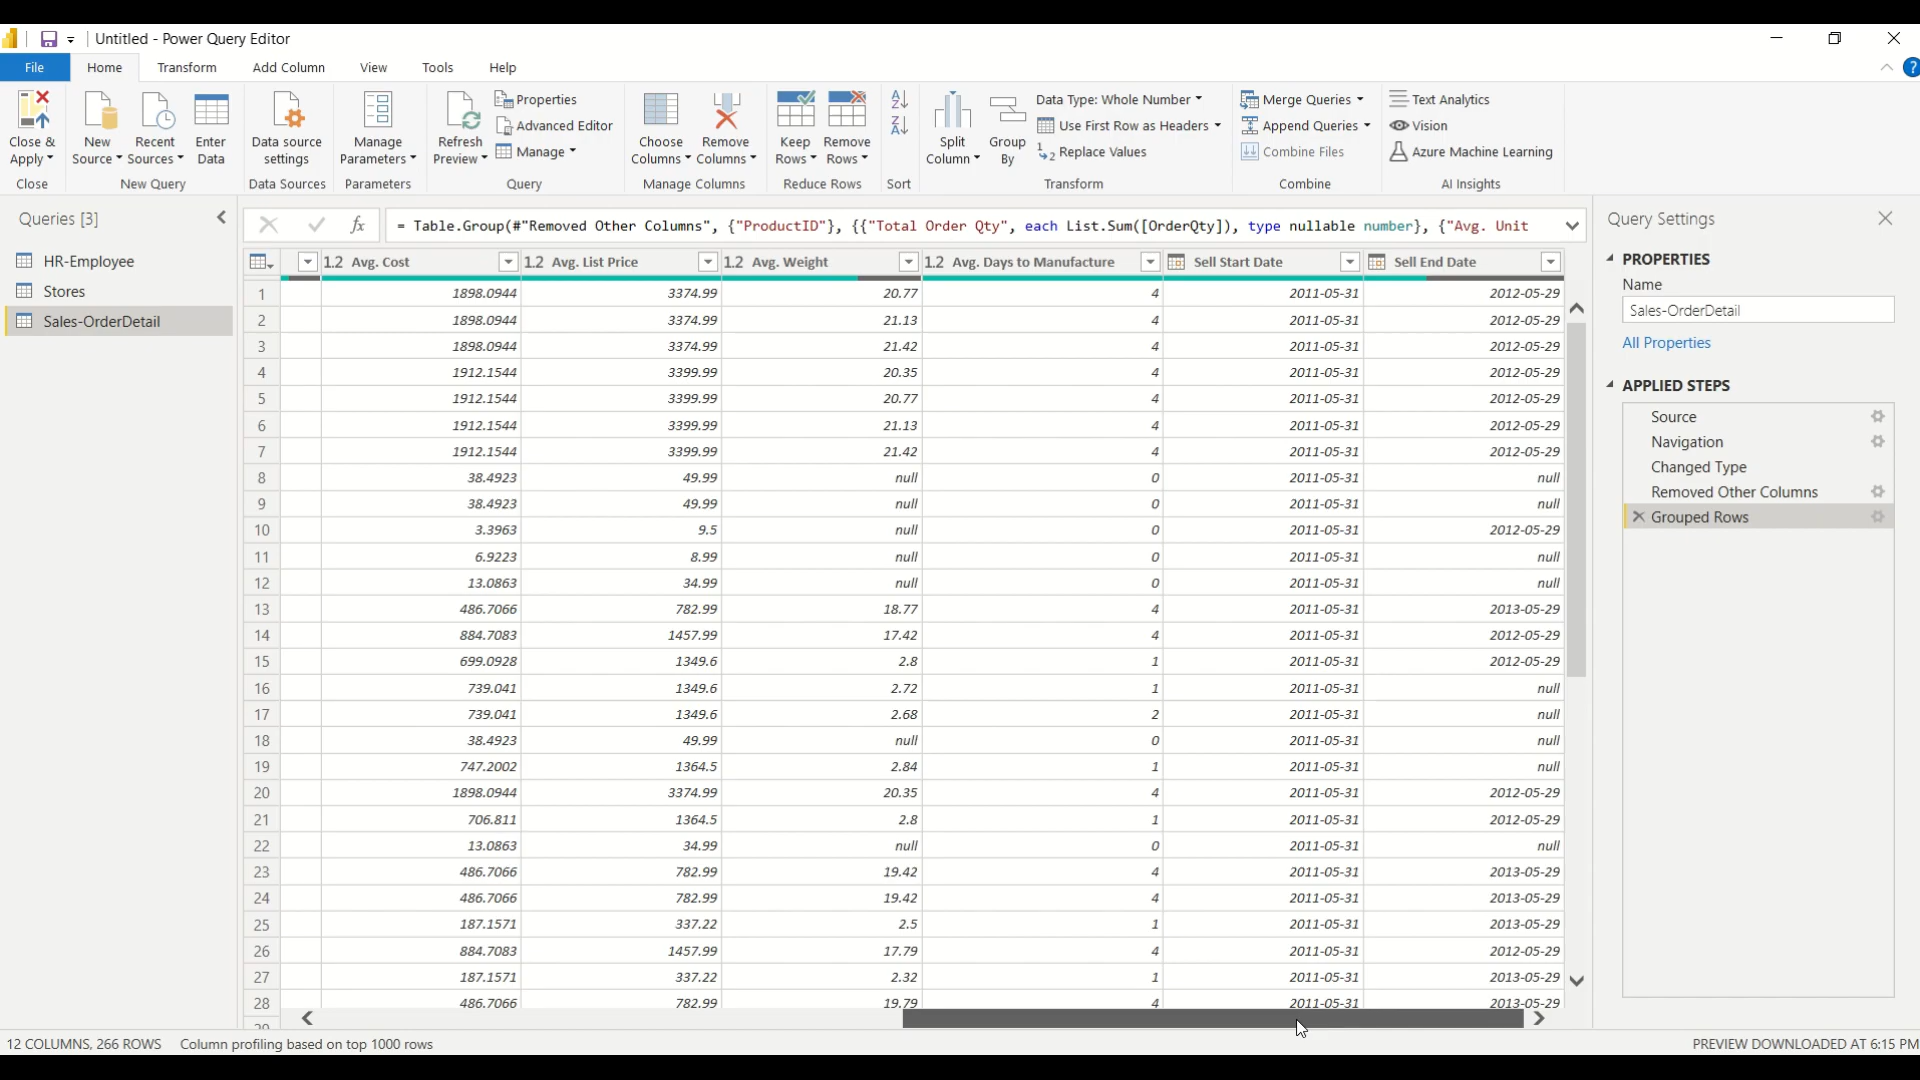 Untitled - Power Query Editor
File Home Transform Add Column View Tools Help
?
Close & Apply
Close
New Source
Recent Sources
Enter Data
New Query
Data source settings
Data Sources
Manage Parameters
Parameters
Refresh Preview
Properties
Advanced Editor
Manage
Query
Choose Columns
Remove Columns
Manage Columns
Keep Rows
Remove Rows
Reduce Rows
Sort
Split Column
Group By
Data Type: Whole Number
Use First Row as Headers
Replace Values
Transform
Merge Queries
Append Queries
Combine Files
Combine
Text Analytics
Vision
Azure Machine Learning
AI Insights
Queries [3]
HR-Employee
Stores
Sales-OrderDetail
fx = Table.Group(#"Removed Other Columns", {"ProductID"}, {{"Total Order Qty", each List.Sum([OrderQty]), type nullable number}, {"Avg. Unit
1.2 Avg. Cost 1.2 Avg. List Price 1.2 Avg. Weight 1.2 Avg. Days to Manufacture Sell Start Date Sell End Date
1 1898.0944 3374.99 20.77 4 2011-05-31 2012-05-29
2 1898.0944 3374.99 21.13 4 2011-05-31 2012-05-29
3 1898.0944 3374.99 21.42 4 2011-05-31 2012-05-29
4 1912.1544 3399.99 20.35 4 2011-05-31 2012-05-29
5 1912.1544 3399.99 20.77 4 2011-05-31 2012-05-29
6 1912.1544 3399.99 21.13 4 2011-05-31 2012-05-29
7 1912.1544 3399.99 21.42 4 2011-05-31 2012-05-29
8 38.4923 49.99 null 0 2011-05-31 null
9 38.4923 49.99 null 0 2011-05-31 null
10 3.3963 9.5 null 0 2011-05-31 2012-05-29
11 6.9223 8.99 null 0 2011-05-31 null
12 13.0863 34.99 null 0 2011-05-31 null
13 486.7066 782.99 18.77 4 2011-05-31 2013-05-29
14 884.7083 1457.99 17.42 4 2011-05-31 2012-05-29
15 699.0928 1349.6 2.8 1 2011-05-31 2012-05-29
16 739.041 1349.6 2.72 1 2011-05-31 null
17 739.041 1349.6 2.68 2 2011-05-31 null
18 38.4923 49.99 null 0 2011-05-31 null
19 747.2002 1364.5 2.84 1 2011-05-31 null
20 1898.0944 3374.99 20.35 4 2011-05-31 2012-05-29
21 706.811 1364.5 2.8 1 2011-05-31 2012-05-29
22 13.0863 34.99 null 0 2011-05-31 null
23 486.7066 782.99 19.42 4 2011-05-31 2013-05-29
24 486.7066 782.99 19.42 4 2011-05-31 2013-05-29
25 187.1571 337.22 2.5 1 2011-05-31 2013-05-29
26 884.7083 1457.99 17.79 4 2011-05-31 2012-05-29
27 187.1571 337.22 2.32 1 2011-05-31 2013-05-29
28 486.7066 782.99 19.79 4 2011-05-31 2013-05-29
Query Settings
PROPERTIES
Name
Sales-OrderDetail
All Properties
APPLIED STEPS
Source
Navigation
Changed Type
Removed Other Columns
Grouped Rows
12 COLUMNS, 266 ROWS Column profiling based on top 1000 rows
PREVIEW DOWNLOADED AT 6:15 PM